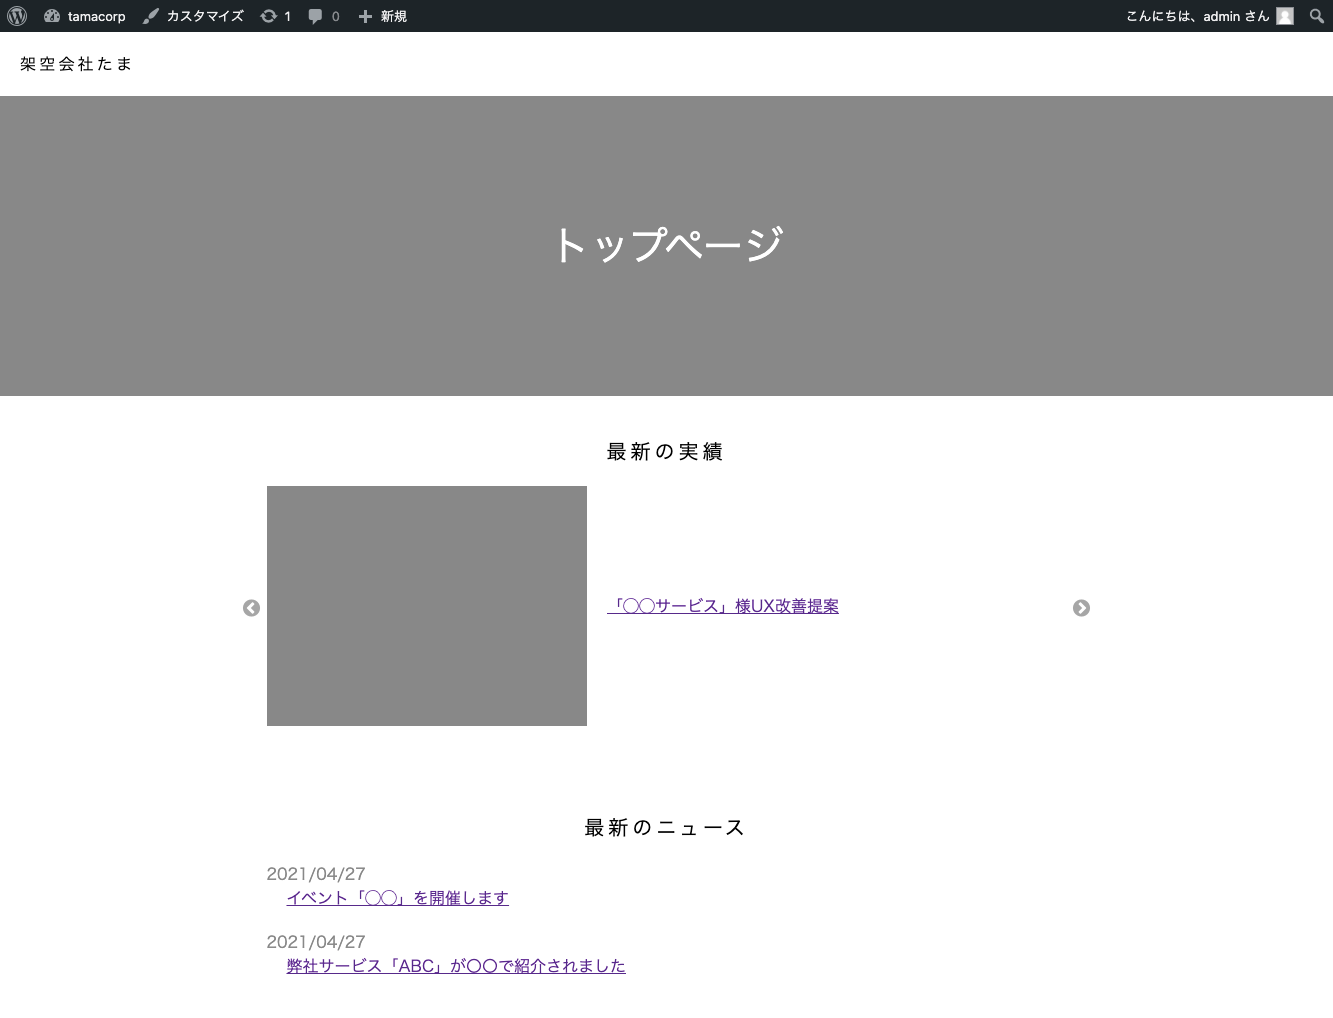 tamacorp カスタマイズ 1 0 新規 こんにちは、admin さん
架空会社たま
トップページ
最新の実績
「◯◯サービス」様UX改善提案
最新のニュース
2021/04/27
イベント「◯◯」を開催します
2021/04/27
弊社サービス「ABC」が〇〇で紹介されました